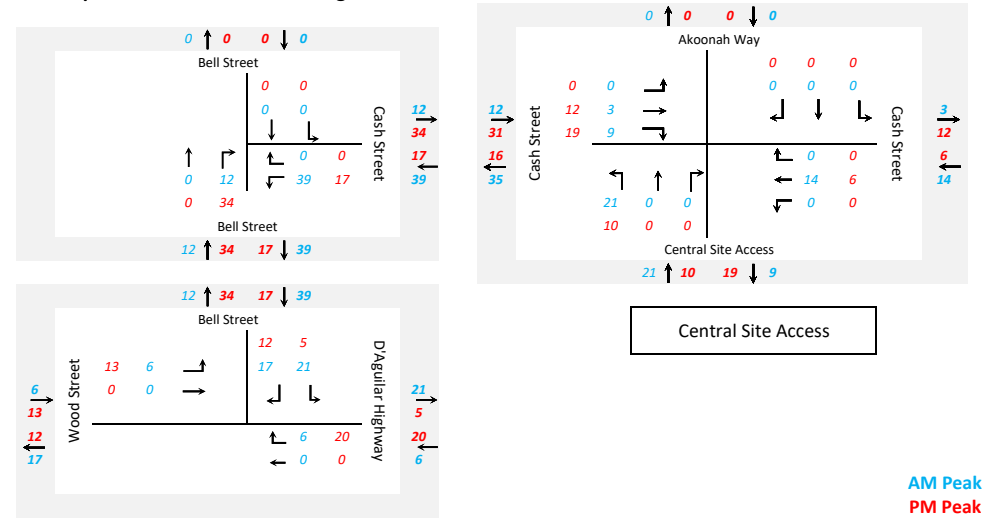 0 0 0 0
Bell Street
0 0
0 0
0 0
0 12 39 17
0 34
Bell Street
12 34 17 39
Cash Street
12
34
17
39
12 34 17 39
Bell Street
12 5
13 6 17 21
0 0
6 20
0 0
Wood Street
D'Aguilar Highway
6
13
12
17
21
5
20
6
0 0 0 0
Akoonah Way
0 0 0
0 0 0 0 0
12 3
19 9
0 0
14 6
21 0 0 0 0
10 0 0
Central Site Access
21 10 19 9
Cash Street
Cash Street
12
31
16
35
3
12
6
14
Central Site Access
AM Peak
PM Peak